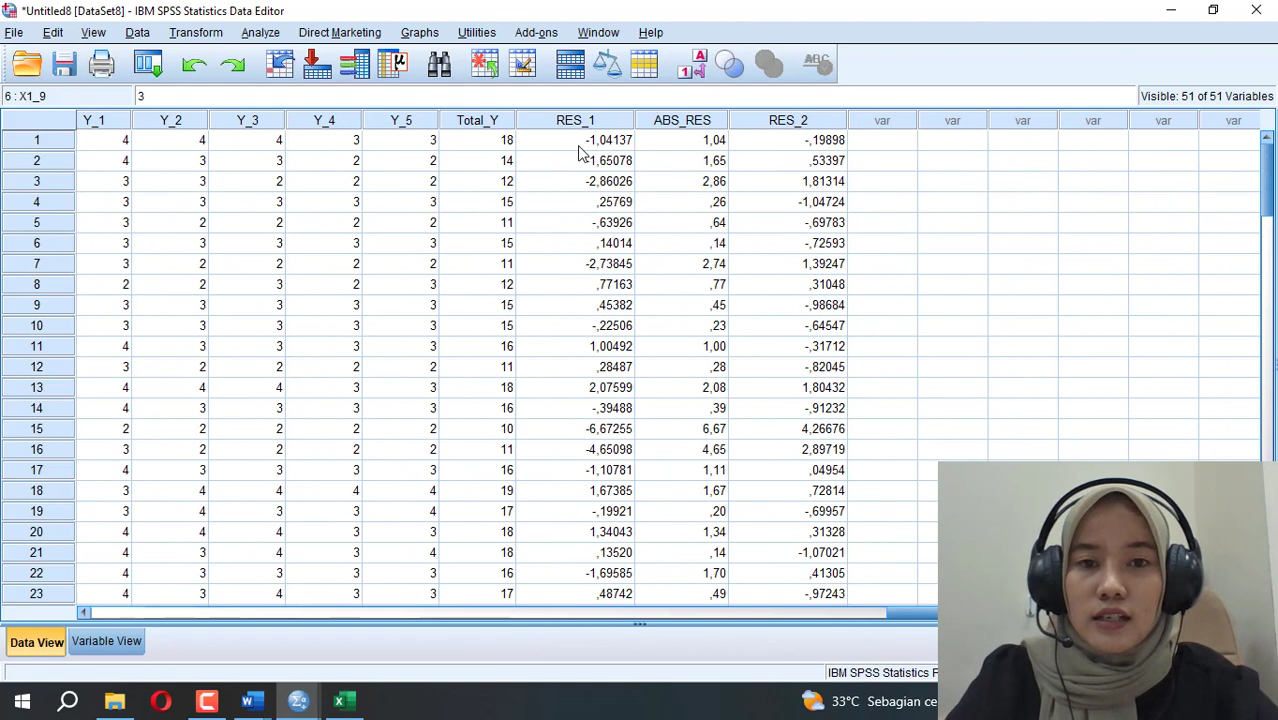 *Untitled8 [DataSet8] - IBM SPSS Statistics Data Editor
File Edit View Data Transform Analyze Direct Marketing Graphs Utilities Add-ons Window Help
6 : X1_9 3 Visible: 51 of 51 Variables
Y_1 Y_2 Y_3 Y_4 Y_5 Total_Y RES_1 ABS_RES RES_2 var var var var var
1 4 4 4 3 3 18 -1,04137 1,04 -,19898
2 4 3 3 2 2 14 -1,65078 1,65 ,53397
3 3 3 2 2 2 12 -2,86026 2,86 1,81314
4 3 3 3 3 3 15 ,25769 ,26 -1,04724
5 3 2 2 2 2 11 -,63926 ,64 -,69783
6 3 3 3 3 3 15 ,14014 ,14 -,72593
7 3 2 2 2 2 11 -2,73845 2,74 1,39247
8 2 2 3 2 3 12 ,77163 ,77 ,31048
9 3 3 3 3 3 15 ,45382 ,45 -,98684
10 3 3 3 3 3 15 -,22506 ,23 -,64547
11 4 3 3 3 3 16 1,00492 1,00 -,31712
12 3 2 2 2 2 11 ,28487 ,28 -,82045
13 4 4 4 3 3 18 2,07599 2,08 1,80432
14 4 3 3 3 3 16 -,39488 ,39 -,91232
15 2 2 2 2 2 10 -6,67255 6,67 4,26676
16 3 2 2 2 2 11 -4,65098 4,65 2,89719
17 4 3 3 3 3 16 -1,10781 1,11 ,04954
18 3 4 4 4 4 19 1,67385 1,67 ,72814
19 3 4 3 3 4 17 -,19921 ,20 -,69957
20 4 4 4 3 3 18 1,34043 1,34 ,31328
21 4 3 4 3 4 18 ,13520 ,14 -1,07021
22 4 3 3 3 3 16 -1,69585 1,70 ,41305
23 4 3 4 3 3 17 ,48742 ,49 -,97243
Data View Variable View
IBM SPSS Statistics
33°C Sebagian